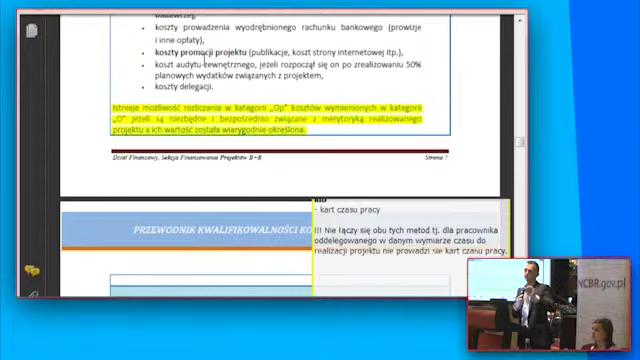 badawczej,
• koszty prowadzenia wyodrębnionego rachunku bankowego (prowizje
i inne opłaty),
• koszty promocji projektu (publikacje, koszt strony internetowej itp.),
• koszt audytu zewnętrznego, jeżeli rozpoczął się on po zrealizowaniu 50%
planowych wydatków związanych z projektem,
• koszty delegacji.
Istnieje możliwość rozliczania w kategorii „Op” kosztów wymienionych w kategorii
„O” jeżeli są niezbędne i bezpośrednio związane z merytoryką realizowanego
projektu a ich wartość została wiarygodnie określona.
Dział Finansowy, Sekcja Finansowania Projektów B+R
Strona 7
lub
- kart czasu pracy
PRZEWODNIK KWALIFIKOWALNOŚCI KO
!!! Nie łączy się obu tych metod tj. dla pracownika
oddelegowanego w danym wymiarze czasu do
realizacji projektu nie prowadzi sie kart czasu pracy.
NCBR.gov.pl